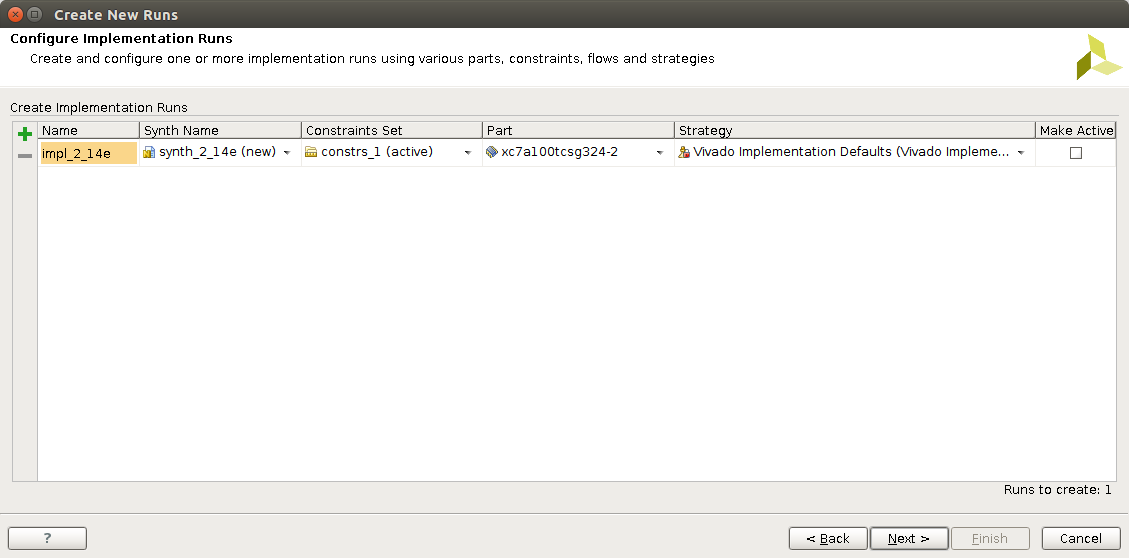 Create New Runs
Configure Implementation Runs
Create and configure one or more implementation runs using various parts, constraints, flows and strategies
Create Implementation Runs
Name Synth Name Constraints Set Part Strategy Make Active
impl_2_14e synth_2_14e (new) constrs_1 (active) xc7a100tcsg324-2 Vivado Implementation Defaults (Vivado Impleme...
Runs to create: 1
? < Back Next > Finish Cancel